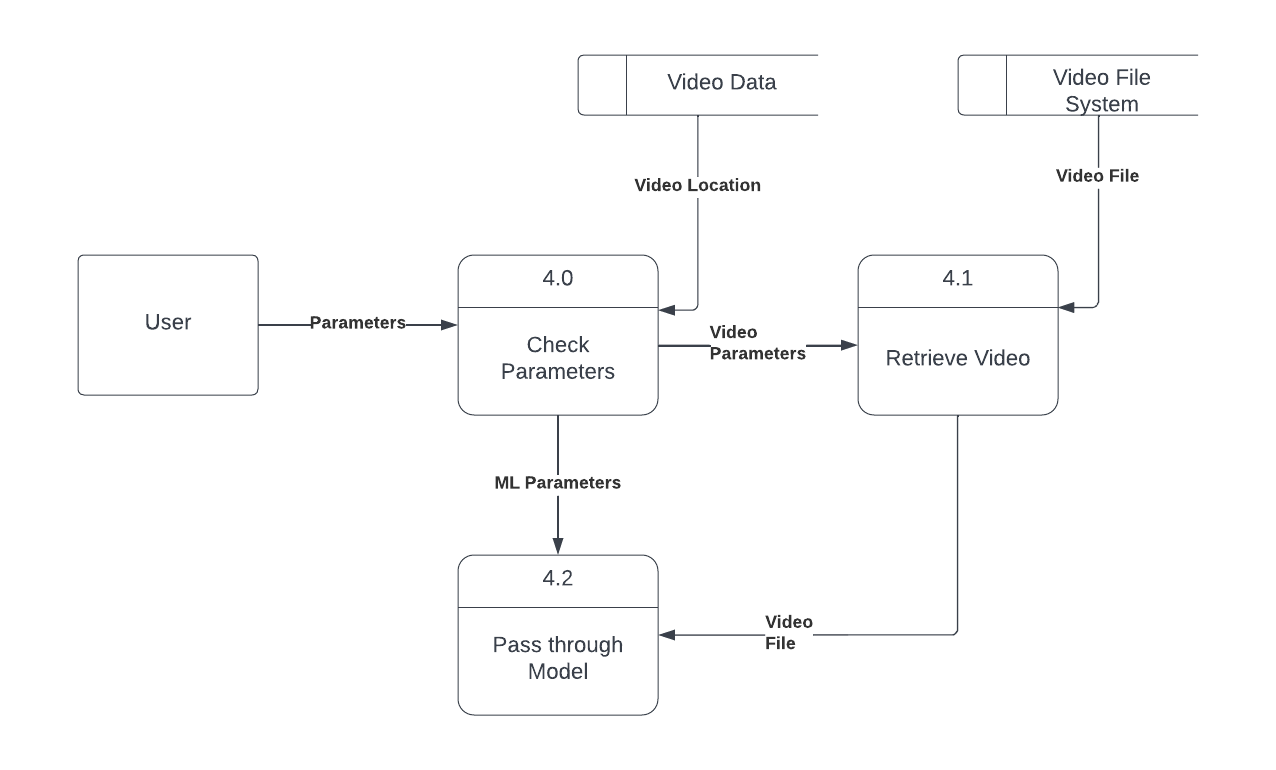 Video Data
Video File
System
Video Location
Video File
User
Parameters
4.0
Check
Parameters
Video
Parameters
4.1
Retrieve Video
ML Parameters
4.2
Pass through
Model
Video
File